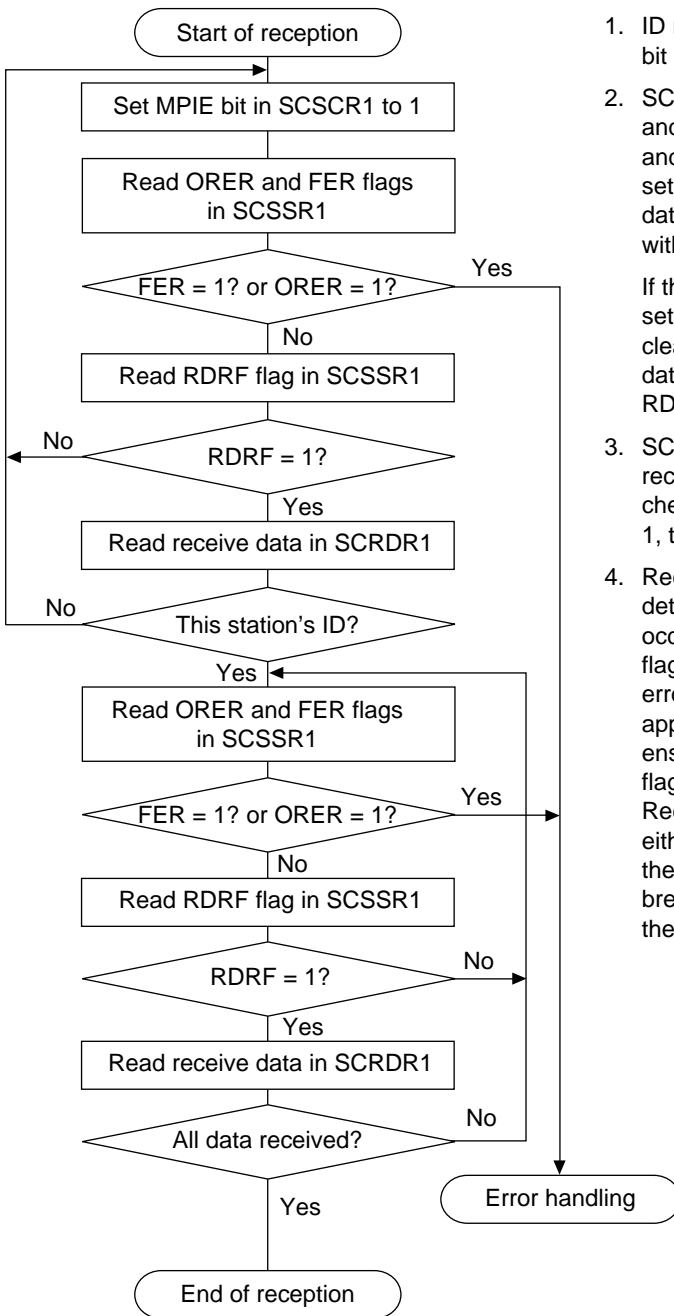 Start of reception
Set MPIE bit in SCSCR1 to 1
Read ORER and FER flags
in SCSSR1
FER = 1? or ORER = 1?
Yes
No
Read RDRF flag in SCSSR1
No
RDRF = 1?
Yes
Read receive data in SCRDR1
No
This station's ID?
Yes
Read ORER and FER flags
in SCSSR1
FER = 1? or ORER = 1?
Yes
No
Read RDRF flag in SCSSR1
RDRF = 1?
No
Yes
Read receive data in SCRDR1
All data received?
No
Yes
Error handling
End of reception
1. ID
bit
2. SC
and
and
set
dat
with
If th
set
clea
dat
RD
3. SC
rec
che
1, t
4. Rec
det
occ
flag
erro
app
ens
flag
Rec
eith
the
bre
the